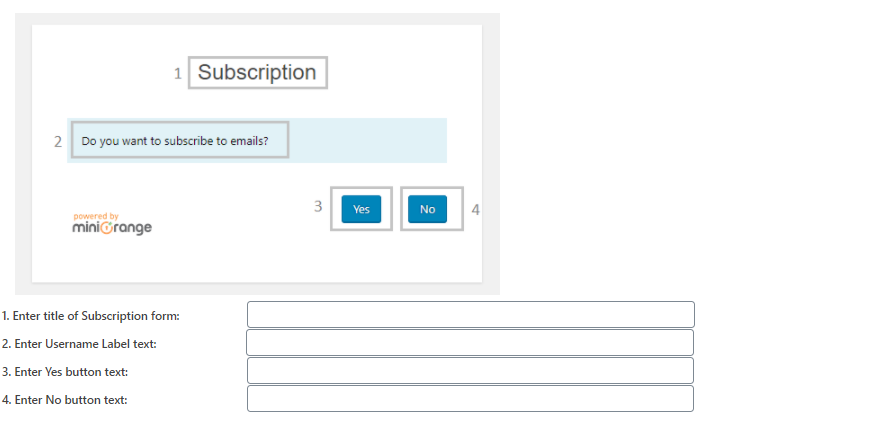 1 Subscription
2 Do you want to subscribe to emails?
3 Yes No 4
powered by
miniOrange
1. Enter title of Subscription form:
2. Enter Username Label text:
3. Enter Yes button text:
4. Enter No button text: